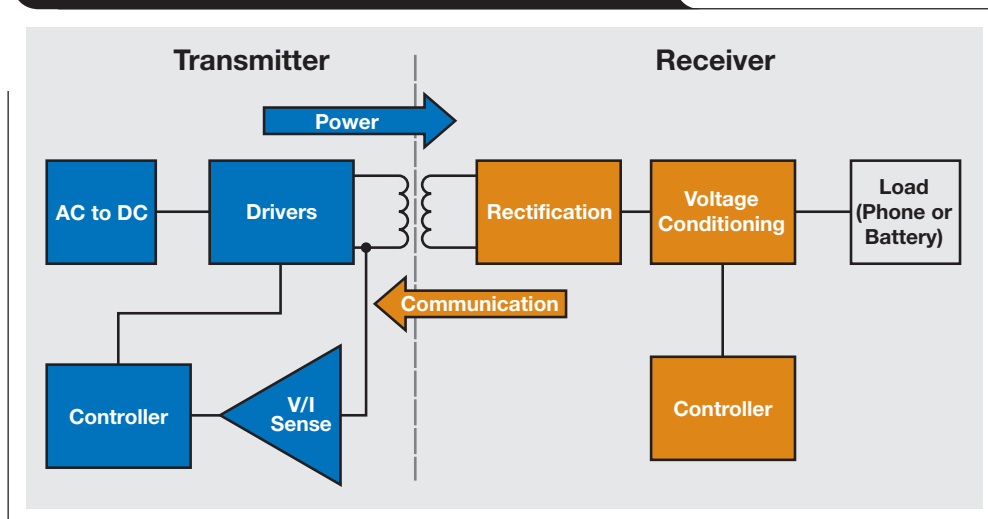 Transmitter
Receiver
Power
AC to DC
Drivers
Rectification
Voltage
Conditioning
Load
(Phone or
Battery)
Communication
Controller
V/I
Sense
Controller